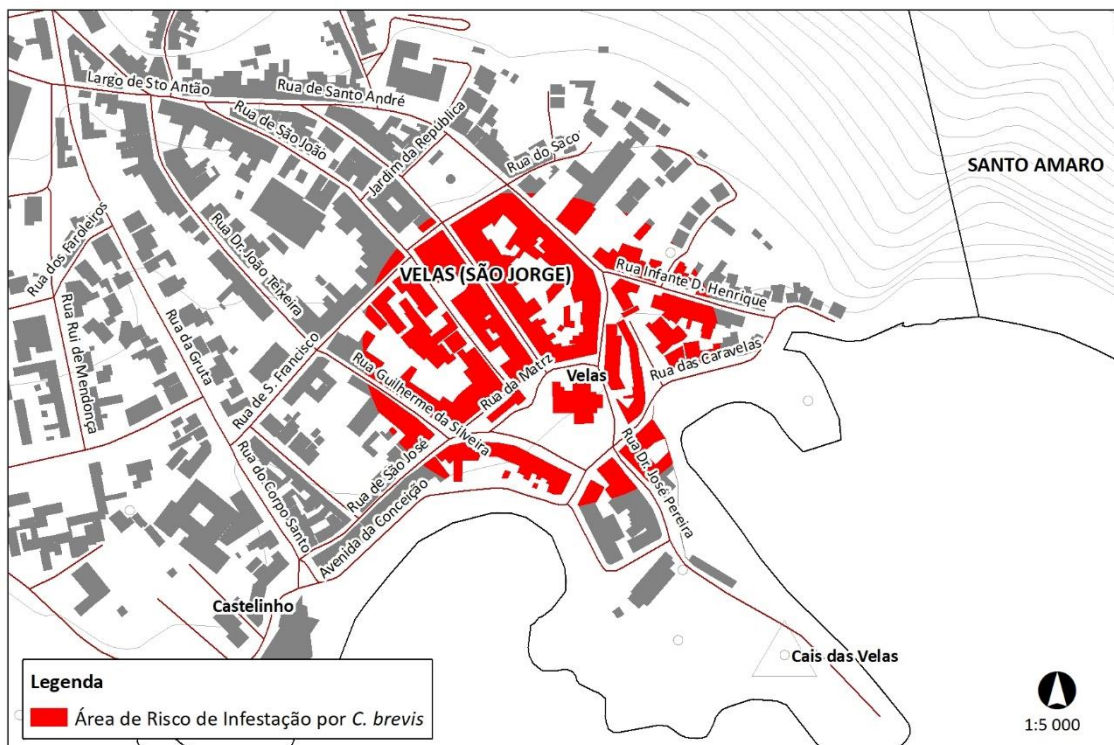 Largo de Sto Antão
Rua de Santo André
Rua de São João
Jardim da República
Rua do Saco
SANTO AMARO
Rua dos Faroleiros
Rua Dr. João Teixeira
VELAS (SÃO JORGE)
Rua Infante D. Henrique
Rua Rui de Mendonça
Rua da Gruta
Rua de S. Francisco
Rua Guilherme da Silveira
Rua da Matrz
Velas
Rua das Caravelas
Rua do Corpo Santo
Rua de São José
Avenida da Conceição
Rua Dr. José Pereira
Castelinho
Cais das Velas
Legenda
Área de Risco de Infestação por C. brevis
1:5 000